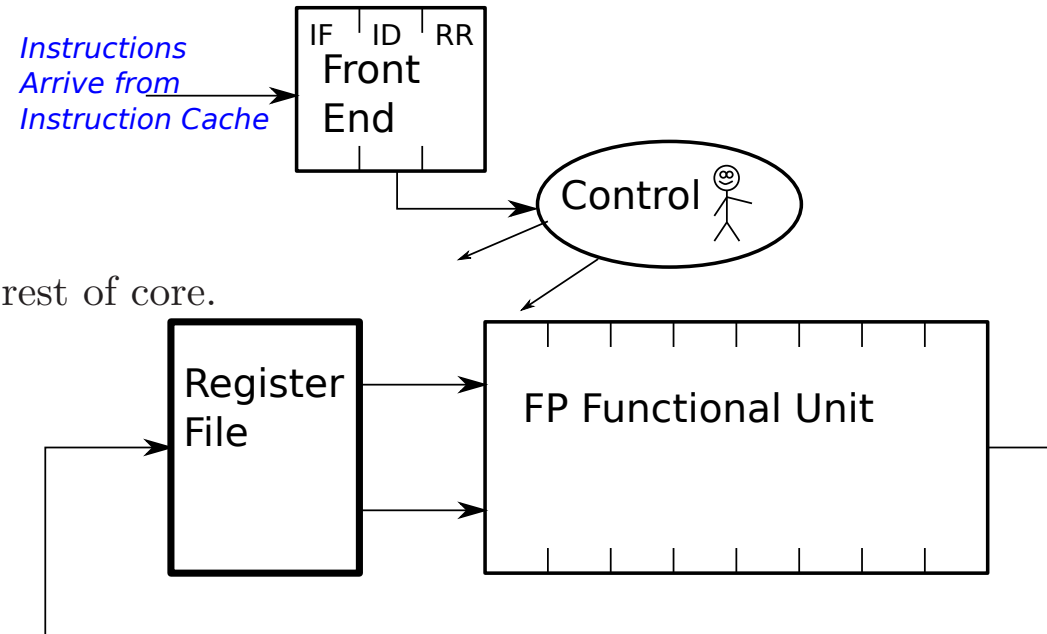 Instructions
Arrive from
Instruction Cache
IF ID RR
Front
End
Control
rest of core.
Register
File
FP Functional Unit